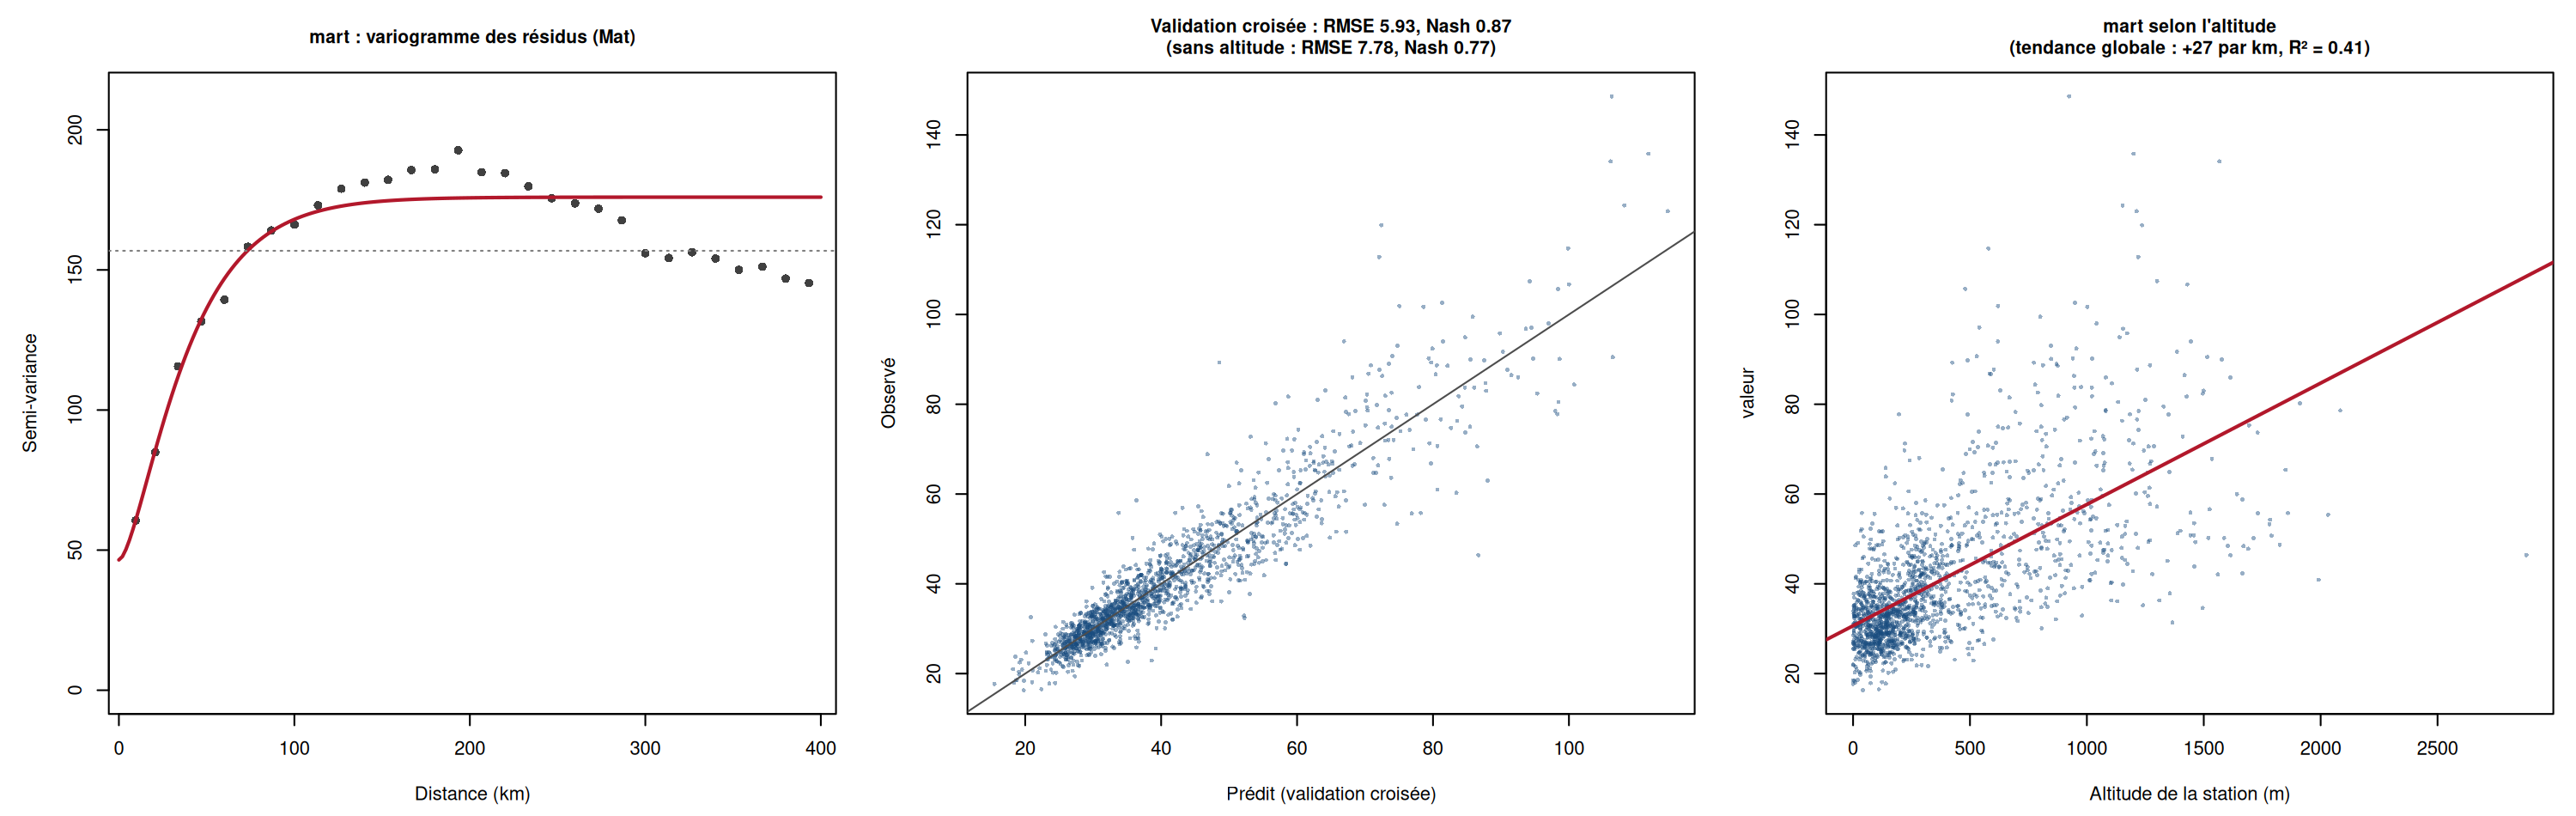 mart : variogramme des résidus (Mat)
Semi-variance
200
150
100
50
0
0 100 200 300 400
Distance (km)
Validation croisée : RMSE 5.93, Nash 0.87
(sans altitude : RMSE 7.78, Nash 0.77)
Observé
140
120
100
80
60
40
20
20 40 60 80 100
Prédit (validation croisée)
mart selon l'altitude
(tendance globale : +27 par km, R² = 0.41)
valeur
140
120
100
80
60
40
20
0 500 1000 1500 2000 2500
Altitude de la station (m)